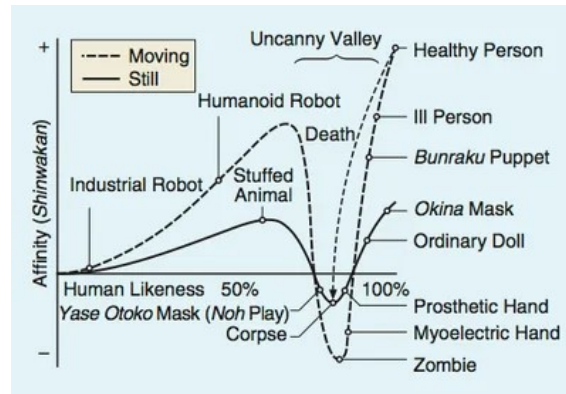 +
Moving
Still
Uncanny Valley
Healthy Person
Humanoid Robot
Ill Person
Death
Bunraku Puppet
Industrial Robot
Stuffed
Animal
Okina Mask
Ordinary Doll
Affinity (Shinwakan)
Human Likeness 50% 100%
Yase Otoko Mask (Noh Play)
Prosthetic Hand
Corpse
Myoelectric Hand
–
Zombie